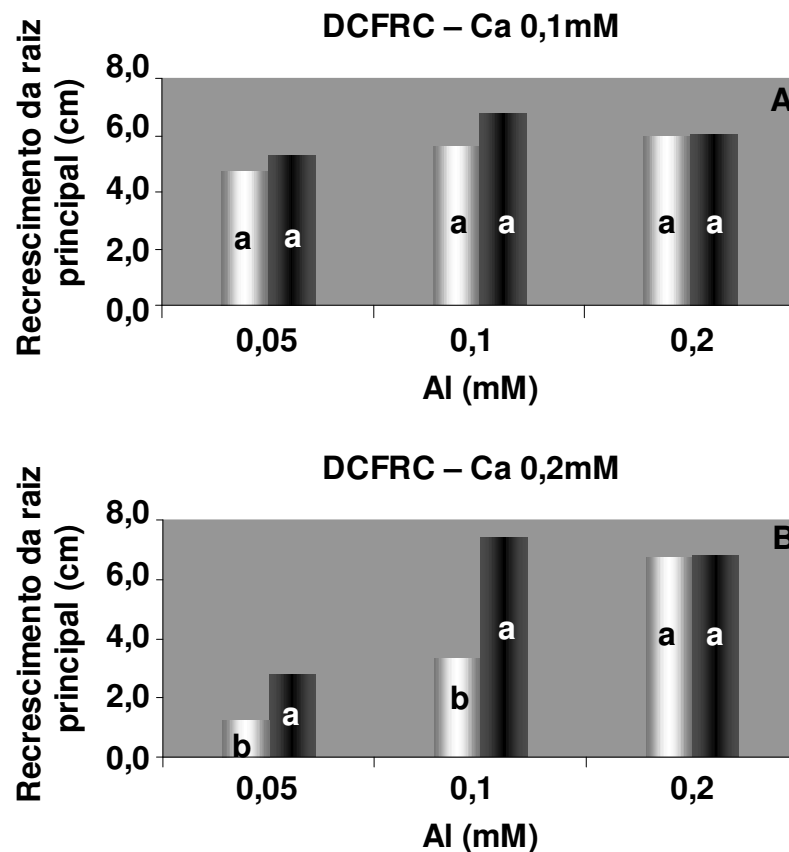 DCFRC – Ca 0,1mM
Recrescimento da raiz
principal (cm)
8,0
6,0
4,0
2,0
0,0
A
a a a a a a
0,05 0,1 0,2
Al (mM)
DCFRC – Ca 0,2mM
Recrescimento da raiz
principal (cm)
8,0
6,0
4,0
2,0
0,0
B
b a b a a a
0,05 0,1 0,2
Al (mM)